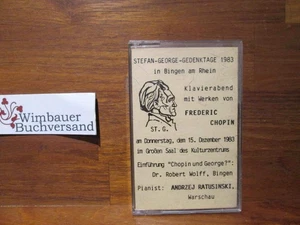 Wimbauer
Buchversand
STEFAN-GEORGE-GEDENKTAGE 1983
in Bingen am Rhein
Klavierabend
mit Werken von
FREDERIC
CHOPIN
ST. G.
am Donnerstag, dem 15. Dezember 1983
im Großen Saal des Kulturzentrums
Einführung "Chopin und George?":
Dr. Robert Wolff, Bingen
Pianist: ANDRZEJ RATUSINSKI,
Warschau